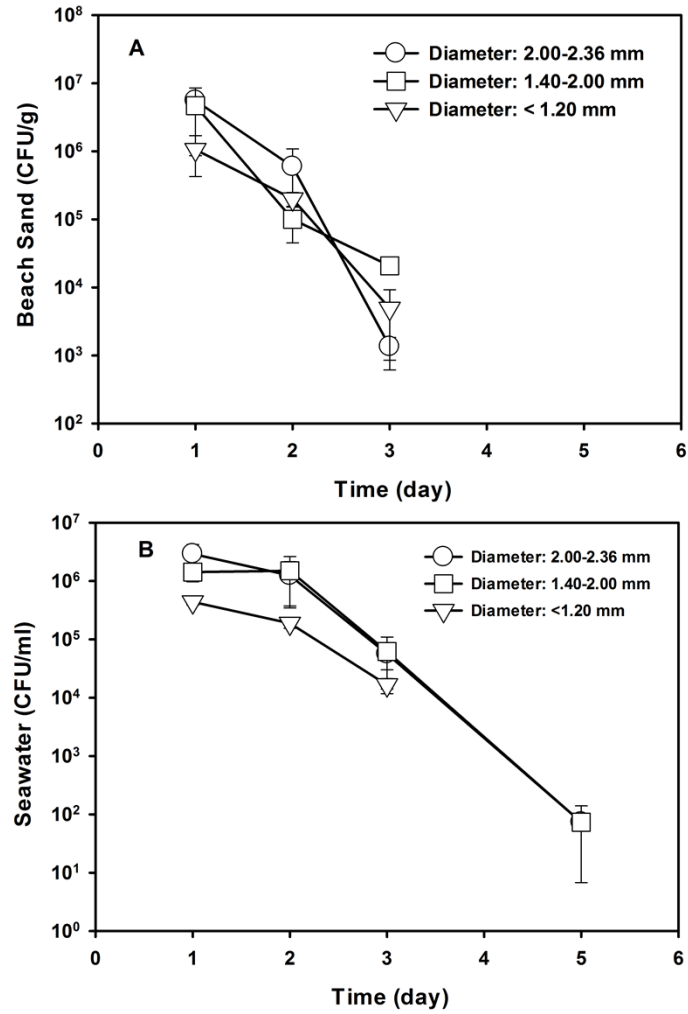 A
Diameter: 2.00-2.36 mm
Diameter: 1.40-2.00 mm
Diameter: < 1.20 mm
Beach Sand (CFU/g)
10⁸
10⁷
10⁶
10⁵
10⁴
10³
10²
0 1 2 3 4 5 6
Time (day)
B
Diameter: 2.00-2.36 mm
Diameter: 1.40-2.00 mm
Diameter: <1.20 mm
Seawater (CFU/ml)
10⁷
10⁶
10⁵
10⁴
10³
10²
10¹
10⁰
0 1 2 3 4 5 6
Time (day)